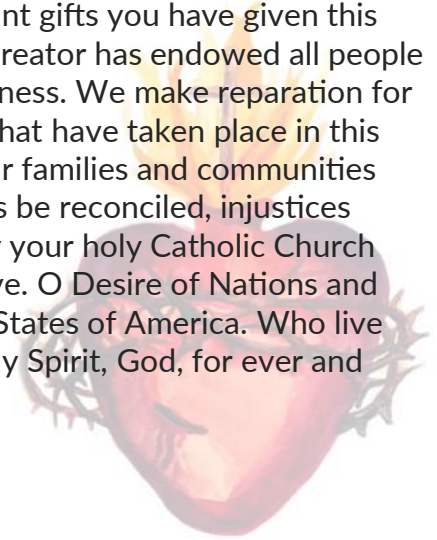 nt gifts you have given this
reator has endowed all people
ness. We make reparation for
hat have taken place in this
r families and communities
s be reconciled, injustices
your holy Catholic Church
ve. O Desire of Nations and
States of America. Who live
y Spirit, God, for ever and